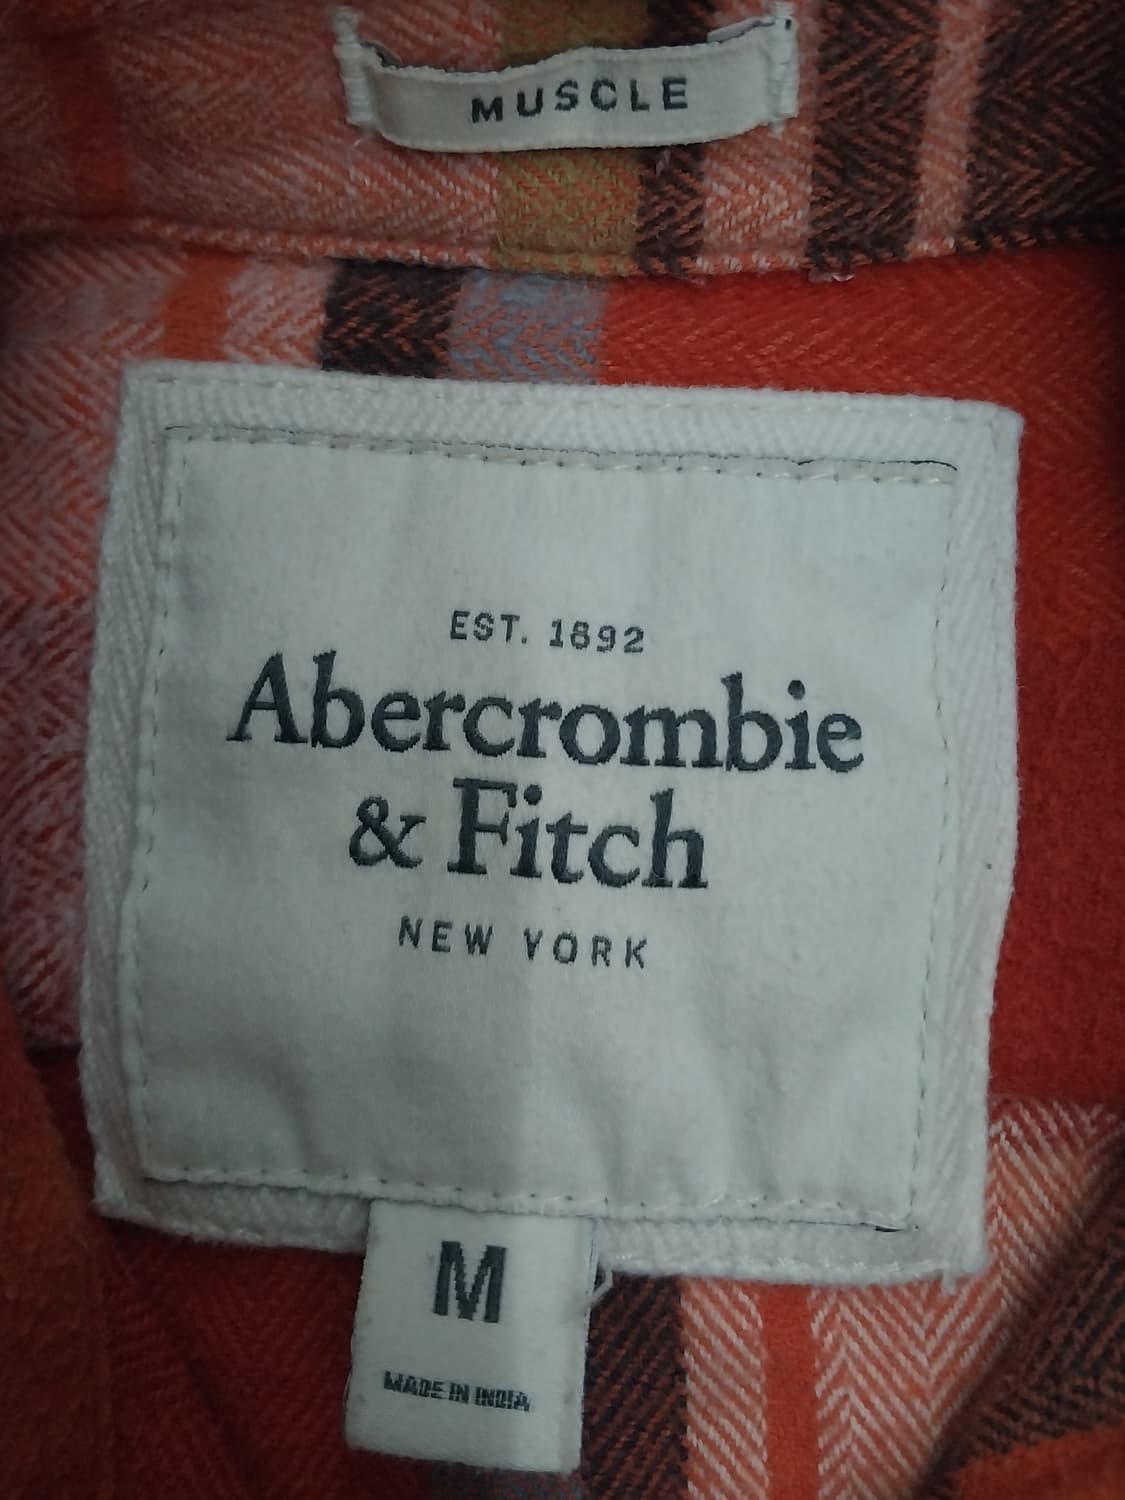 MUSCLE
EST. 1892
Abercrombie
& Fitch
NEW YORK
M
MADE IN INDIA